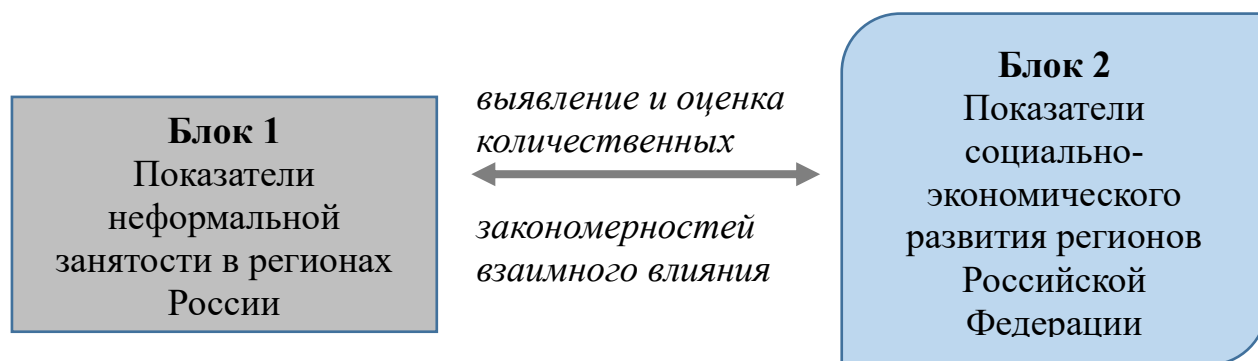 Блок 1
Показатели
неформальной
занятости в регионах
России
выявление и оценка
количественных
закономерностей
взаимного влияния
Блок 2
Показатели
социально-
экономического
развития регионов
Российской
Федерации